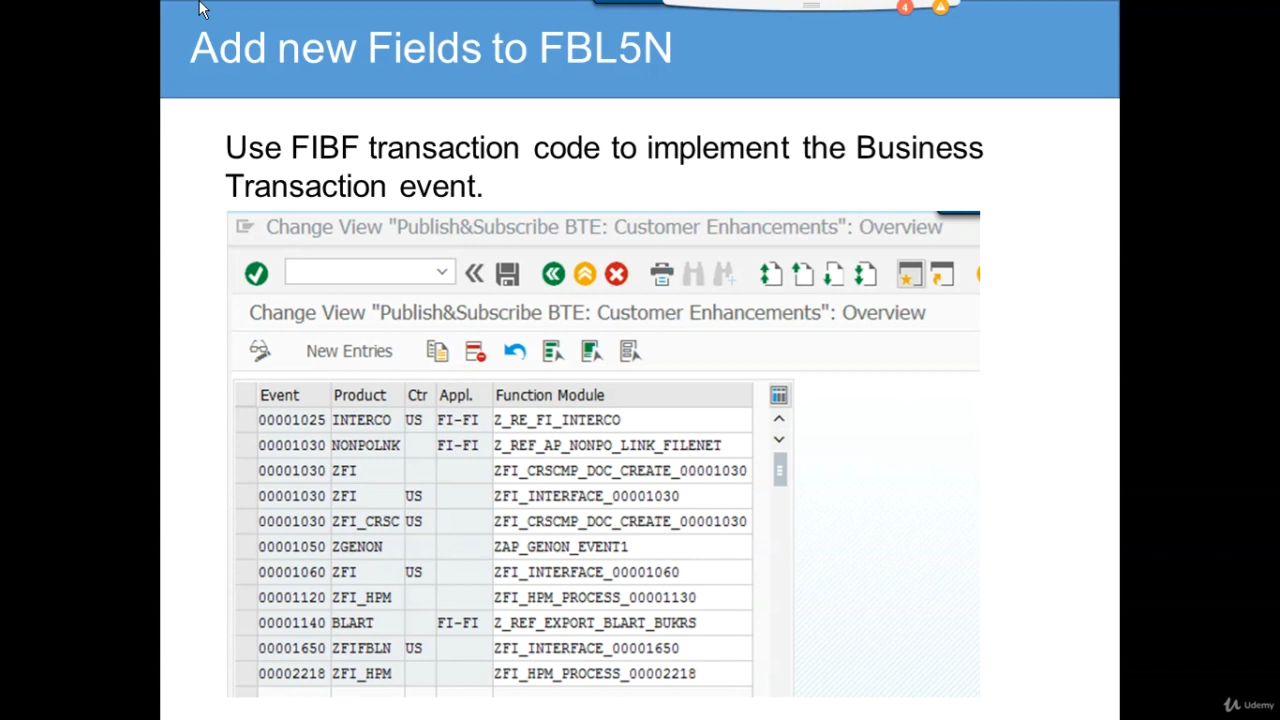 4
Add new Fields to FBL5N
Use FIBF transaction code to implement the Business
Transaction event.
Change View "Publish&Subscribe BTE: Customer Enhancements": Overview
Change View "Publish&Subscribe BTE: Customer Enhancements": Overview
New Entries
Event Product Ctr Appl. Function Module
00001025 INTERCO US FI-FI Z_RE_FI_INTERCO
00001030 NONPOLNK FI-FI Z_REF_AP_NONPO_LINK_FILENET
00001030 ZFI ZFI_CRSCMP_DOC_CREATE_00001030
00001030 ZFI US ZFI_INTERFACE_00001030
00001030 ZFI_CRSC US ZFI_CRSCMP_DOC_CREATE_00001030
00001050 ZGENON ZAP_GENON_EVENT1
00001060 ZFI US ZFI_INTERFACE_00001060
00001120 ZFI_HPM ZFI_HPM_PROCESS_00001130
00001140 BLART FI-FI Z_REF_EXPORT_BLART_BUKRS
00001650 ZFIFBLN US ZFI_INTERFACE_00001650
00002218 ZFI_HPM ZFI_HPM_PROCESS_00002218
Udemy